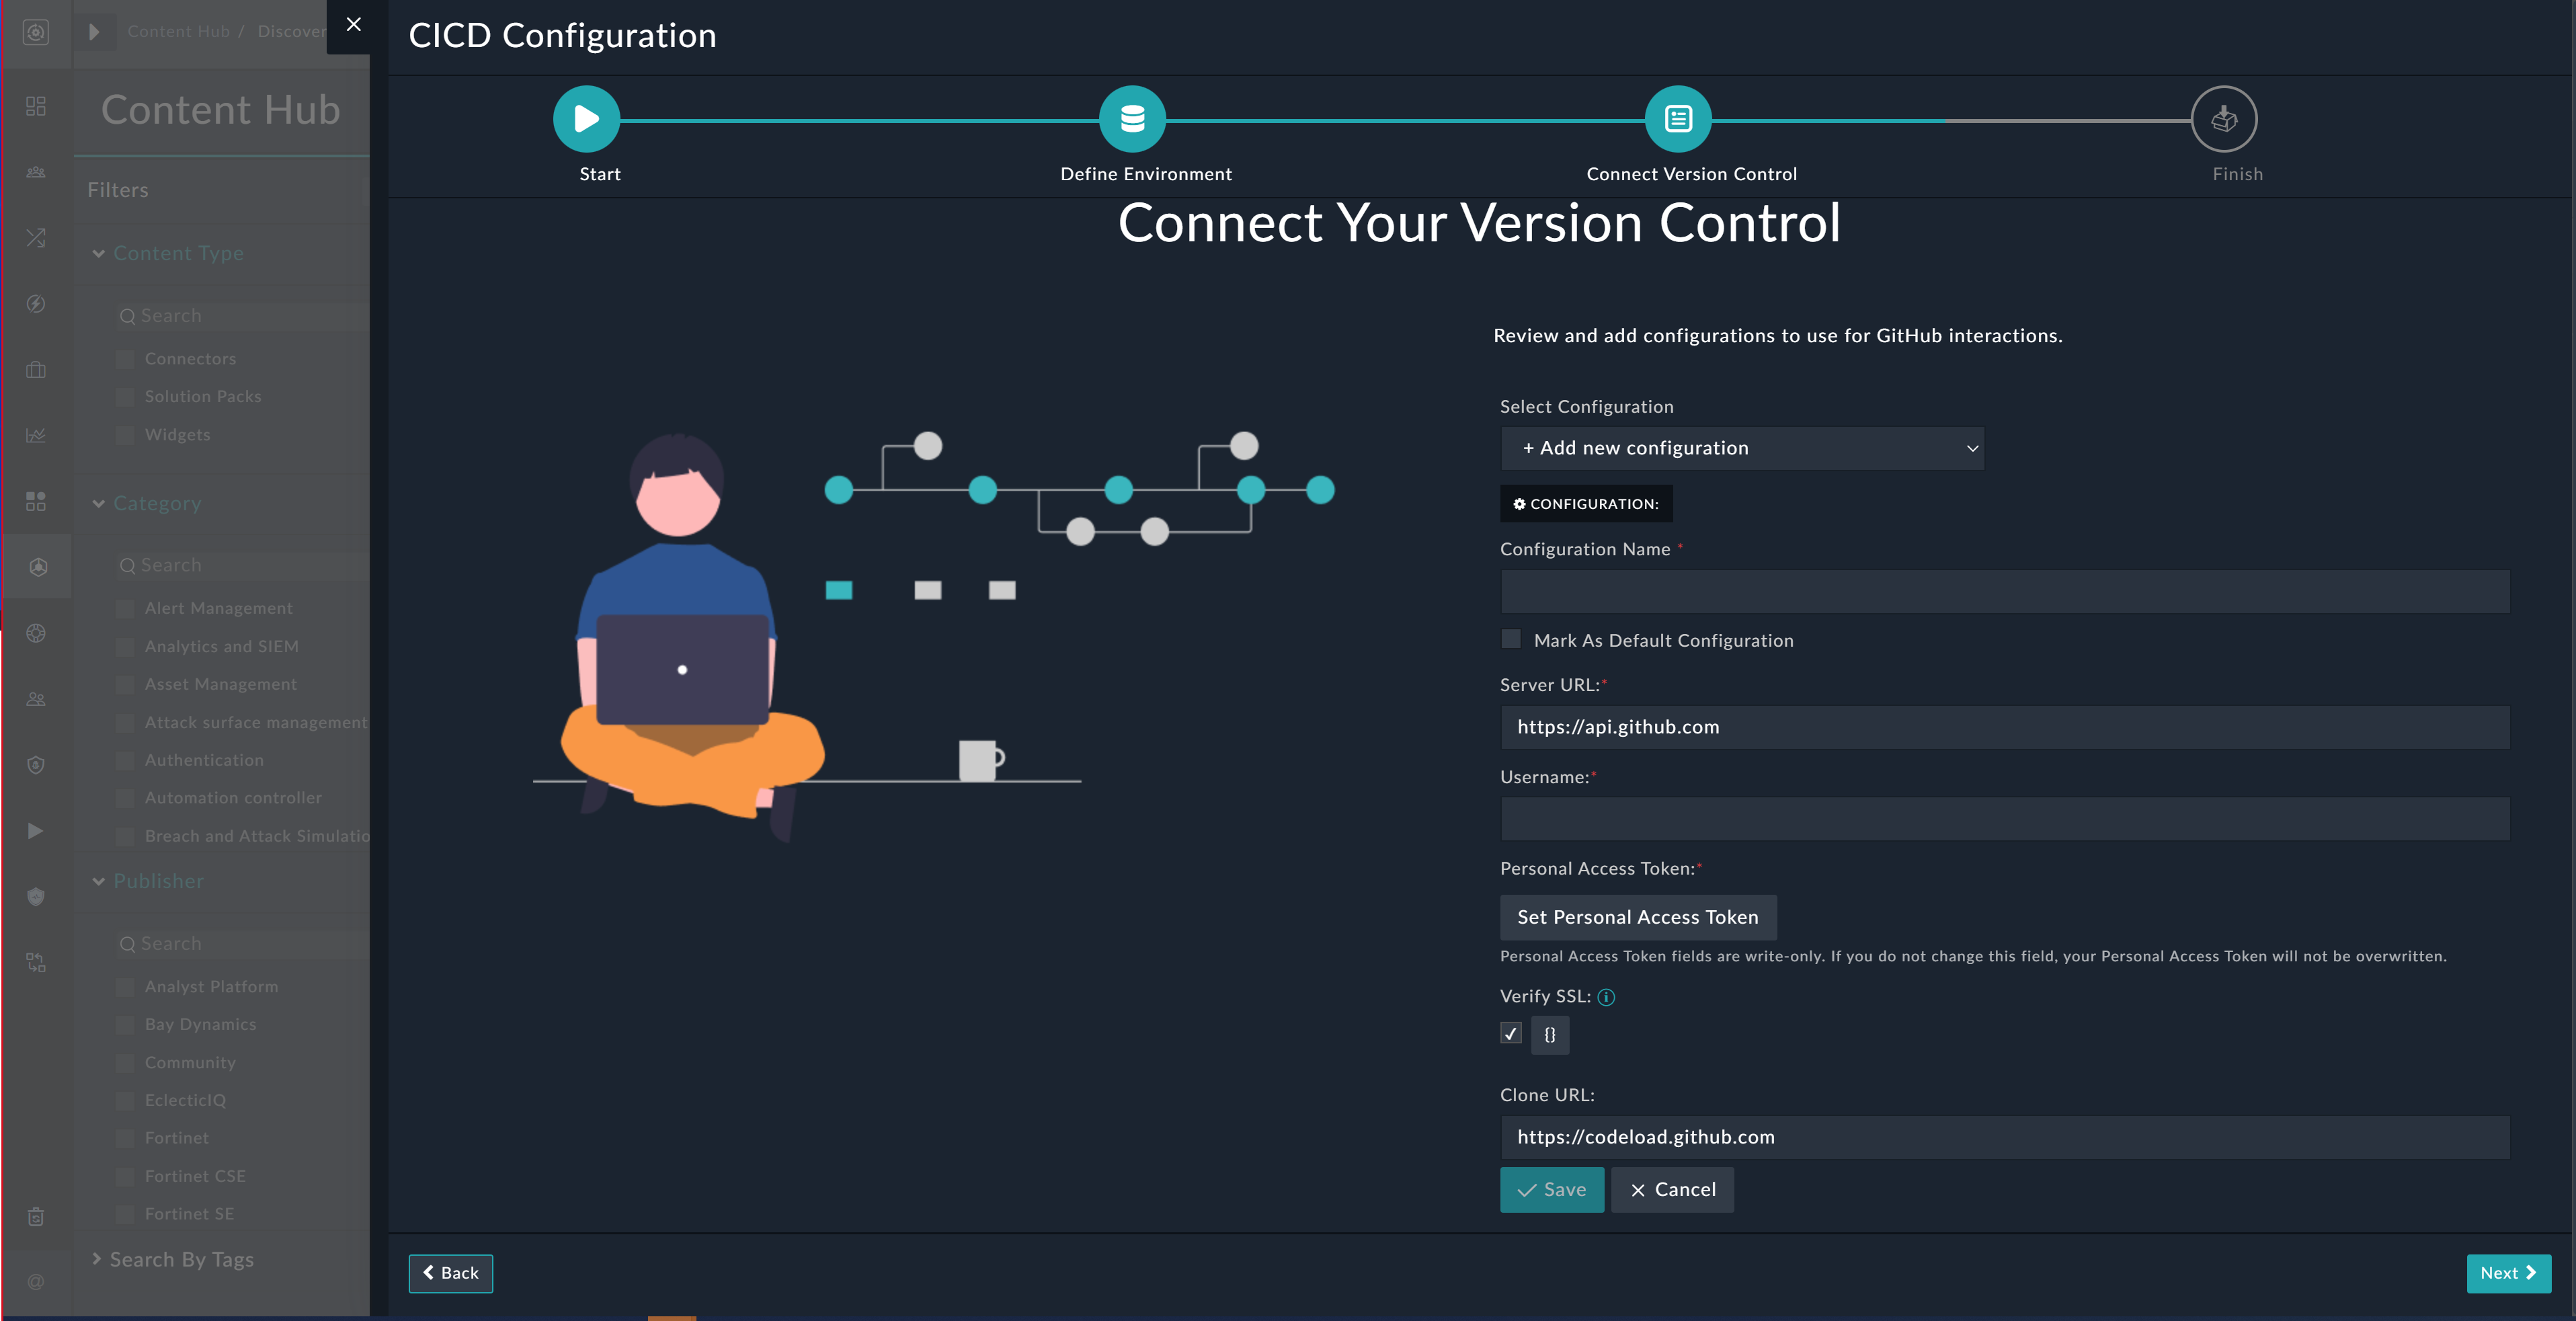 Content Hub / Discover
Content Hub
Filters
Content Type
Search
Connectors
Solution Packs
Widgets
Category
Search
Alert Management
Analytics and SIEM
Asset Management
Attack surface management
Authentication
Automation controller
Breach and Attack Simulatio
Publisher
Search
Analyst Platform
Bay Dynamics
Community
EclecticIQ
Fortinet
Fortinet CSE
Fortinet SE
Search By Tags
CICD Configuration
Start
Define Environment
Connect Version Control
Finish
Connect Your Version Control
Review and add configurations to use for GitHub interactions.
Select Configuration
+ Add new configuration
CONFIGURATION:
Configuration Name *
Mark As Default Configuration
Server URL:*
https://api.github.com
Username:*
Personal Access Token:*
Set Personal Access Token
Personal Access Token fields are write-only. If you do not change this field, your Personal Access Token will not be overwritten.
Verify SSL:
{}
Clone URL:
https://codeload.github.com
Save
Cancel
Back
Next